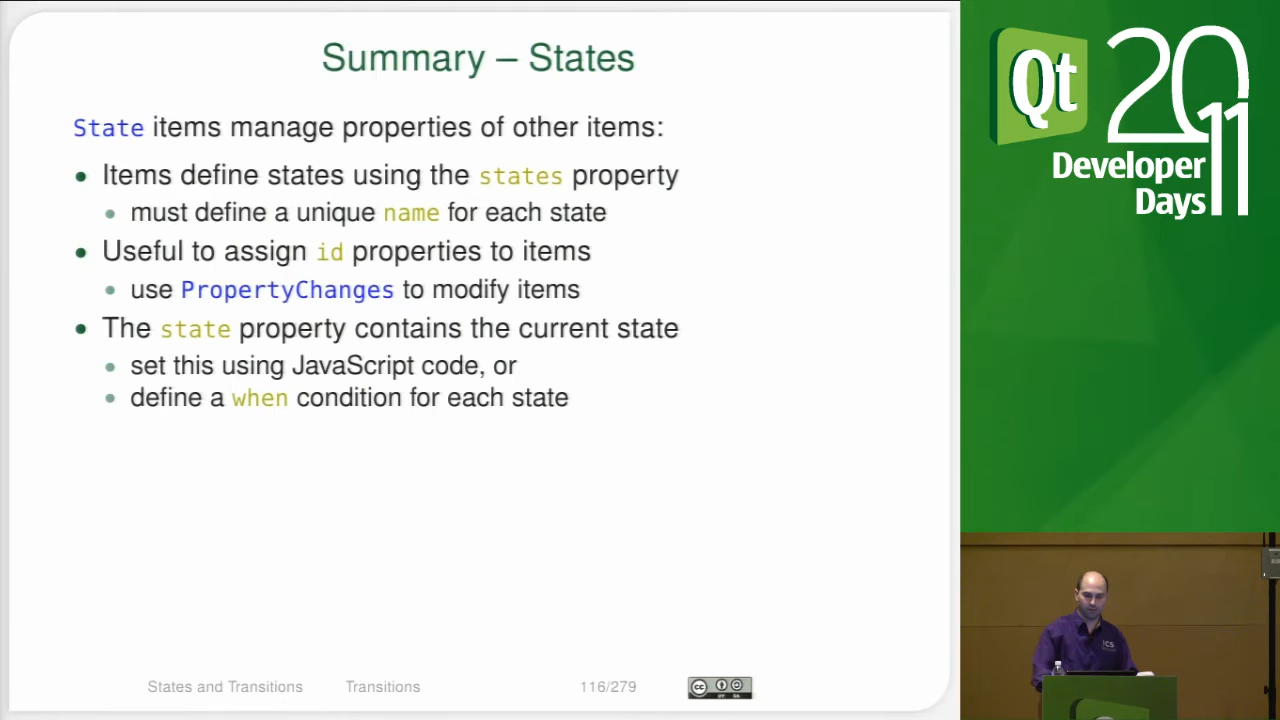 Summary – States
State items manage properties of other items:
• Items define states using the states property
• must define a unique name for each state
• Useful to assign id properties to items
• use PropertyChanges to modify items
• The state property contains the current state
• set this using JavaScript code, or
• define a when condition for each state
States and Transitions
Transitions
116/279
cc
Qt
2011
Developer
Days
ICS